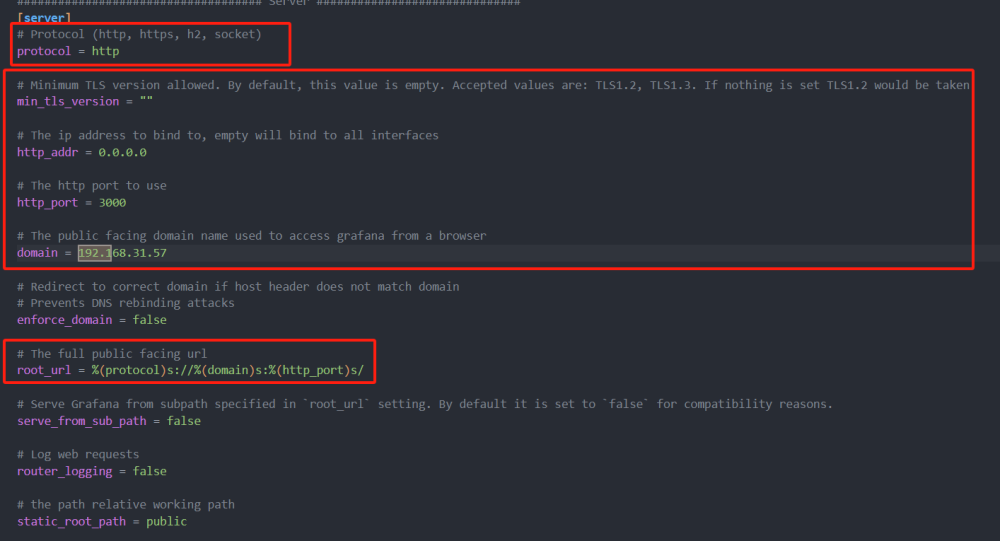 ################################### Server ##############################
[server]
# Protocol (http, https, h2, socket)
protocol = http
# Minimum TLS version allowed. By default, this value is empty. Accepted values are: TLS1.2, TLS1.3. If nothing is set TLS1.2 would be taken
min_tls_version = ""
# The ip address to bind to, empty will bind to all interfaces
http_addr = 0.0.0.0
# The http port to use
http_port = 3000
# The public facing domain name used to access grafana from a browser
domain = 192.168.31.57
# Redirect to correct domain if host header does not match domain
# Prevents DNS rebinding attacks
enforce_domain = false
# The full public facing url
root_url = %(protocol)s://%(domain)s:%(http_port)s/
# Serve Grafana from subpath specified in `root_url` setting. By default it is set to `false` for compatibility reasons.
serve_from_sub_path = false
# Log web requests
router_logging = false
# the path relative working path
static_root_path = public